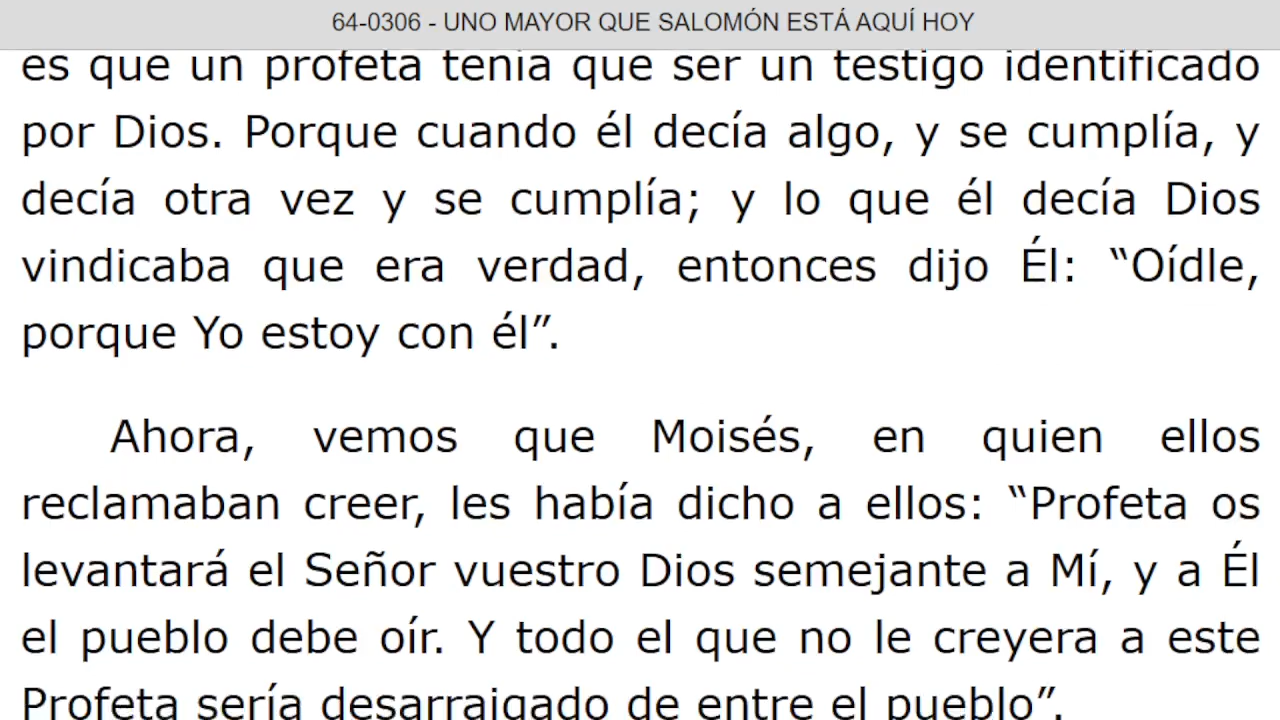 64-0306 - UNO MAYOR QUE SALOMÓN ESTÁ AQUÍ HOY
es que un profeta tenía que ser un testigo identificado
por Dios. Porque cuando él decía algo, y se cumplía, y
decía otra vez y se cumplía; y lo que él decía Dios
vindicaba que era verdad, entonces dijo Él: “Oídle,
porque Yo estoy con él”.
Ahora, vemos que Moisés, en quien ellos
reclamaban creer, les había dicho a ellos: “Profeta os
levantará el Señor vuestro Dios semejante a Mí, y a Él
el pueblo debe oír. Y todo el que no le creyera a este
Profeta sería desarraigado de entre el pueblo”.